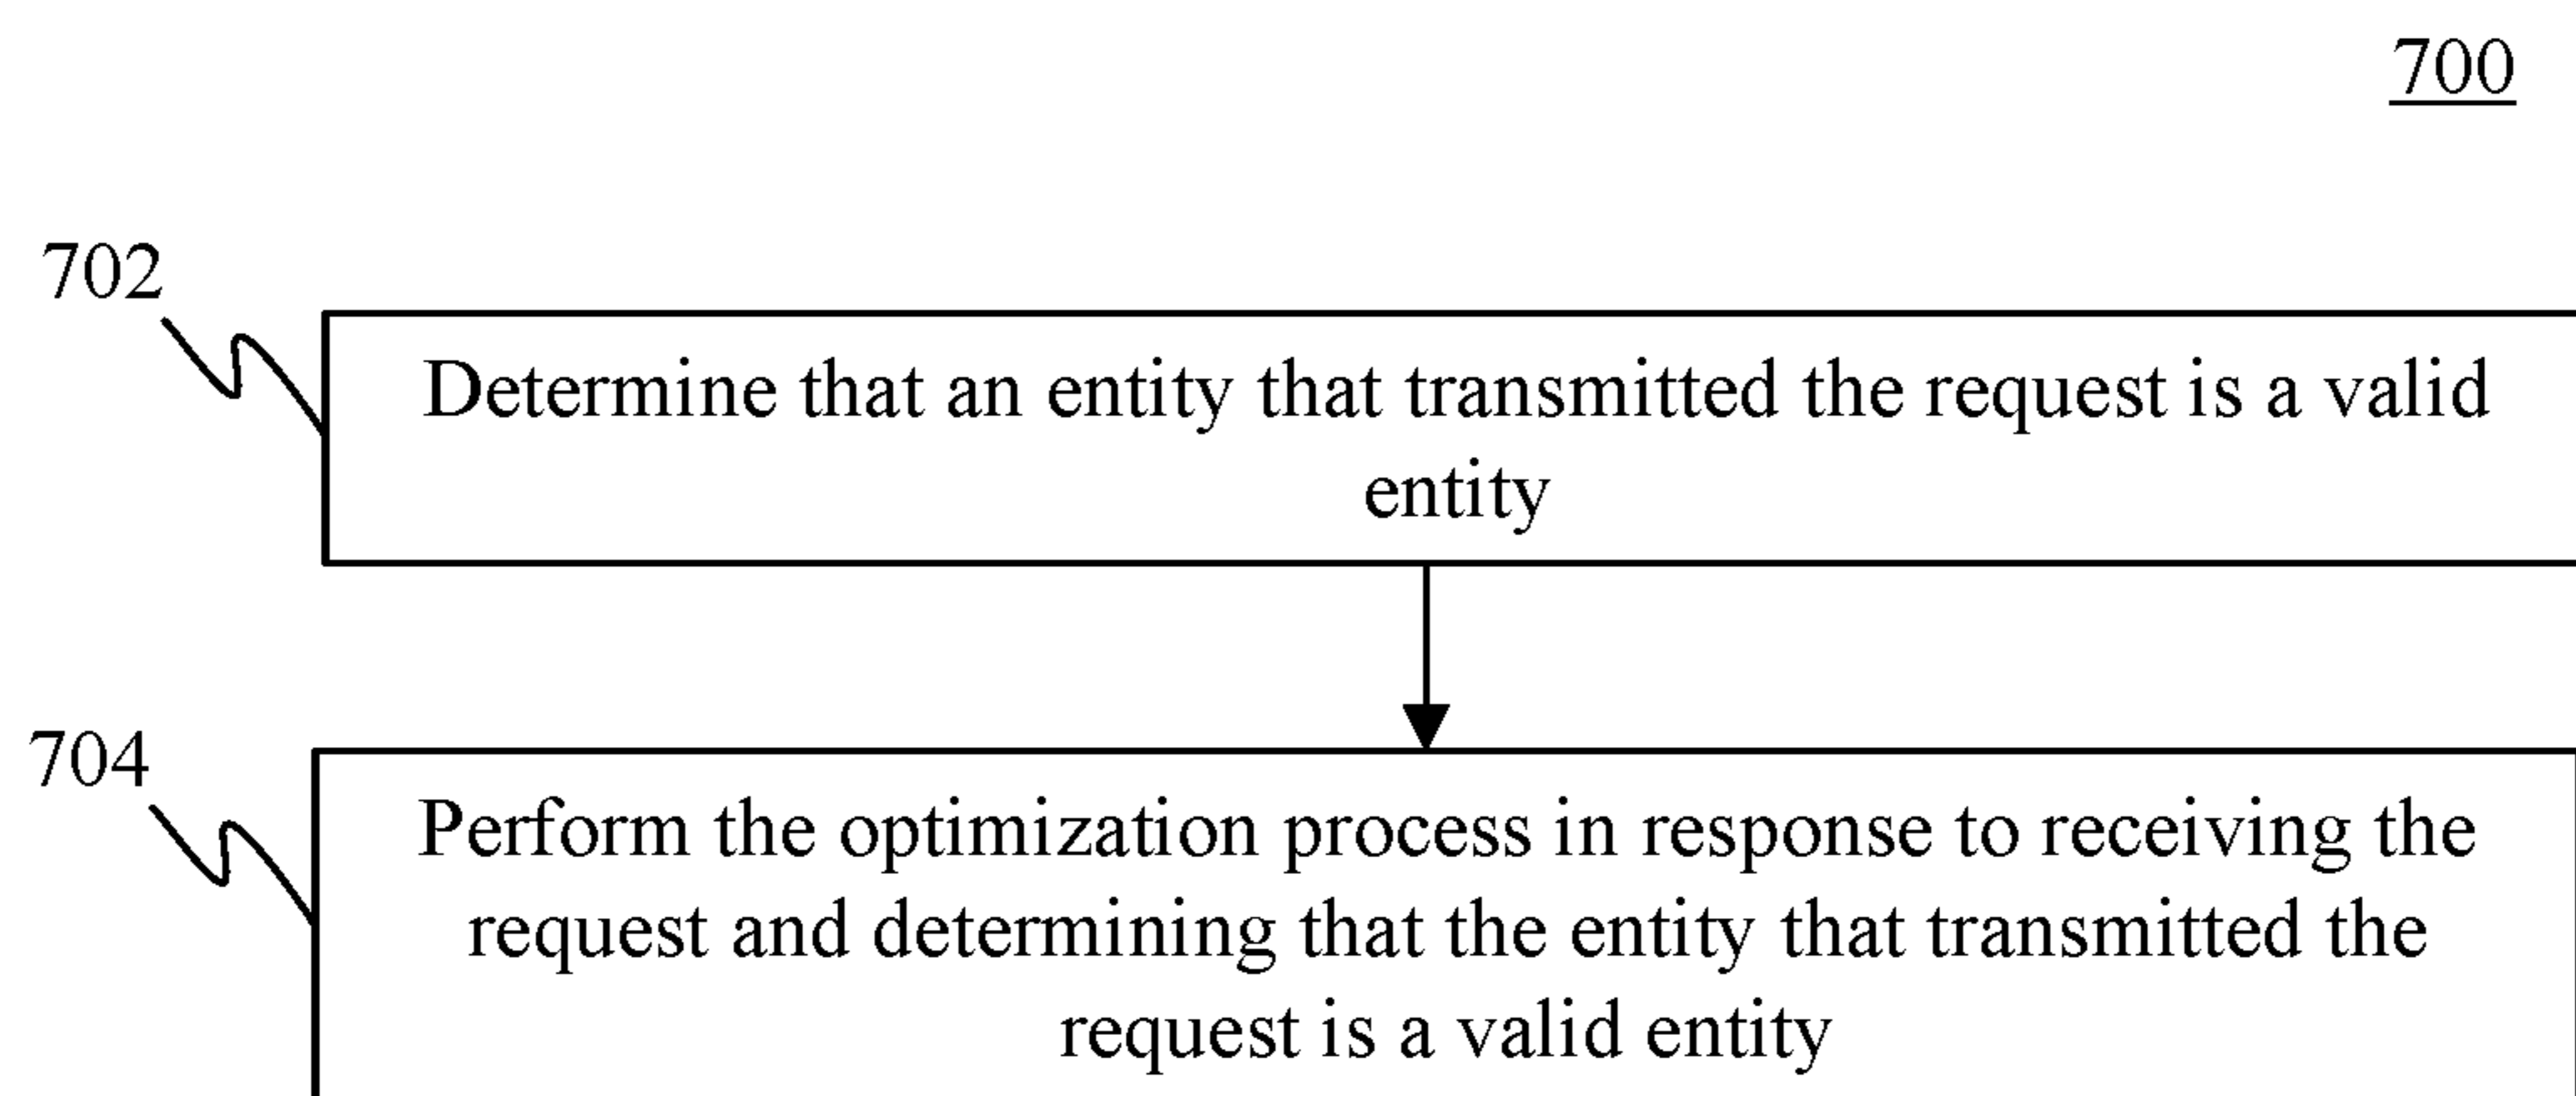 700
702
Determine that an entity that transmitted the request is a valid
entity
704
Perform the optimization process in response to receiving the
request and determining that the entity that transmitted the
request is a valid entity